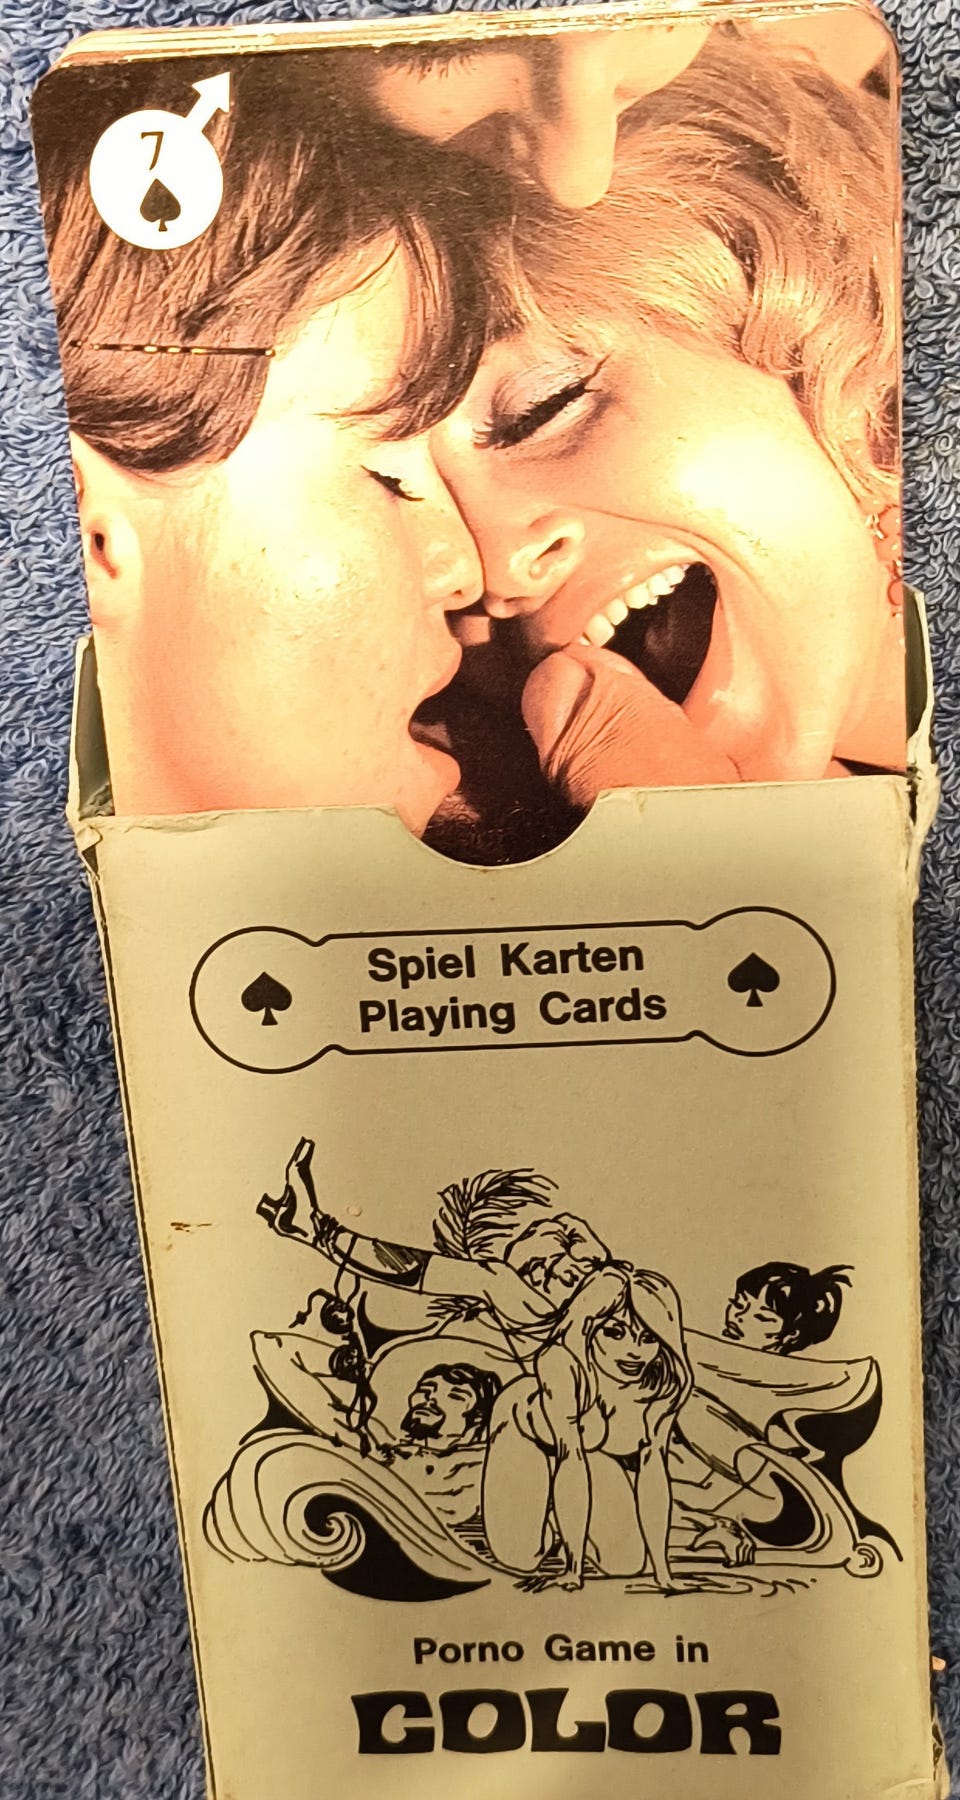 7
Spiel Karten
Playing Cards
Porno Game in
COLOR